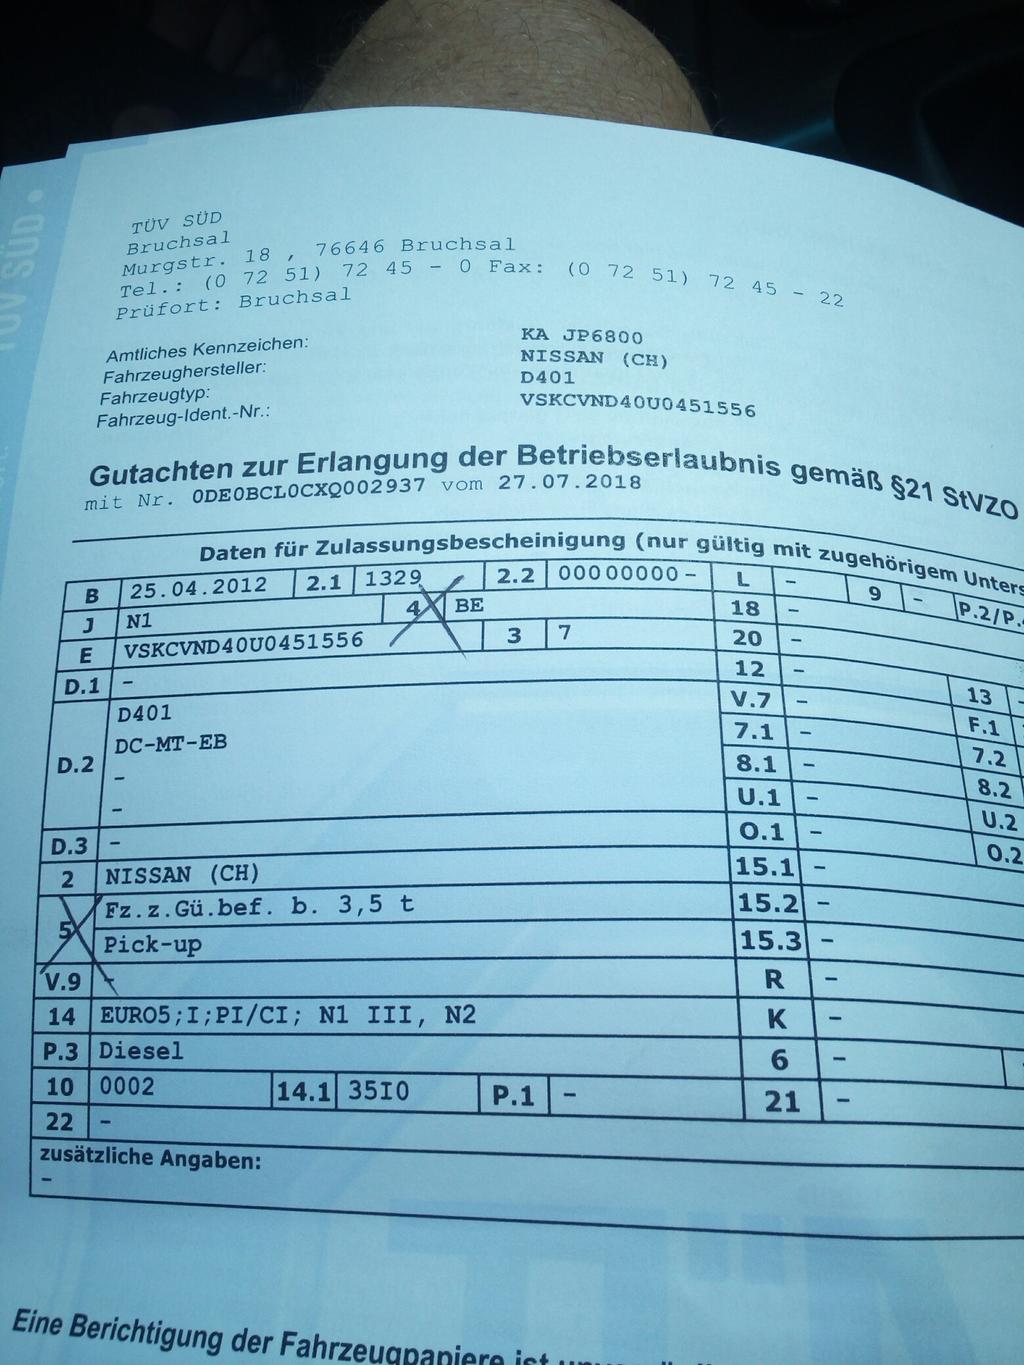 TÜV SÜD
TÜV SÜD
Bruchsal
Murgstr. 18 , 76646 Bruchsal
Tel.: (0 72 51) 72 45 - 0 Fax: (0 72 51) 72 45 - 22
Prüfort: Bruchsal
Amtliches Kennzeichen: KA JP6800
Fahrzeughersteller: NISSAN (CH)
Fahrzeugtyp: D401
Fahrzeug-Ident.-Nr.: VSKCVND40U0451556
Gutachten zur Erlangung der Betriebserlaubnis gemäß §21 StVZO
mit Nr. 0DE0BCL0CXQ002937 vom 27.07.2018
Daten für Zulassungsbescheinigung (nur gültig mit zugehörigem Unters
B 25.04.2012 2.1 1329 2.2 00000000- L - 9 - P.2/P.
J N1 4 BE 18 -
E VSKCVND40U0451556 3 7 20 -
D.1 - 12 - 13 -
D.2 D401 V.7 - F.1
DC-MT-EB 7.1 - 7.2
- 8.1 - 8.2
- U.1 - U.2
D.3 - O.1 - O.2
2 NISSAN (CH) 15.1 -
5 Fz.z.Gü.bef. b. 3,5 t 15.2 -
Pick-up 15.3 -
V.9 - R -
14 EURO5;I;PI/CI; N1 III, N2 K -
P.3 Diesel 6 -
10 0002 14.1 35I0 P.1 - 21 -
22 -
zusätzliche Angaben:
-
Eine Berichtigung der Fahrzeugpapiere ist